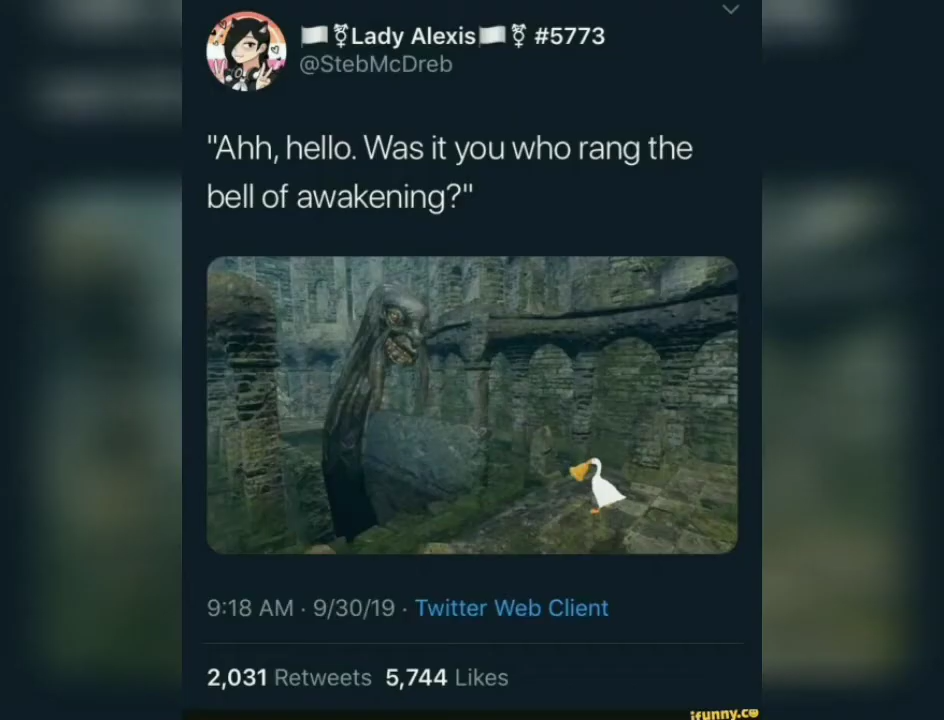 🏳️⚧Lady Alexis🏳️⚧ #5773
@StebMcDreb
"Ahh, hello. Was it you who rang the
bell of awakening?"
9:18 AM · 9/30/19 · Twitter Web Client
2,031 Retweets 5,744 Likes
ifunny.co